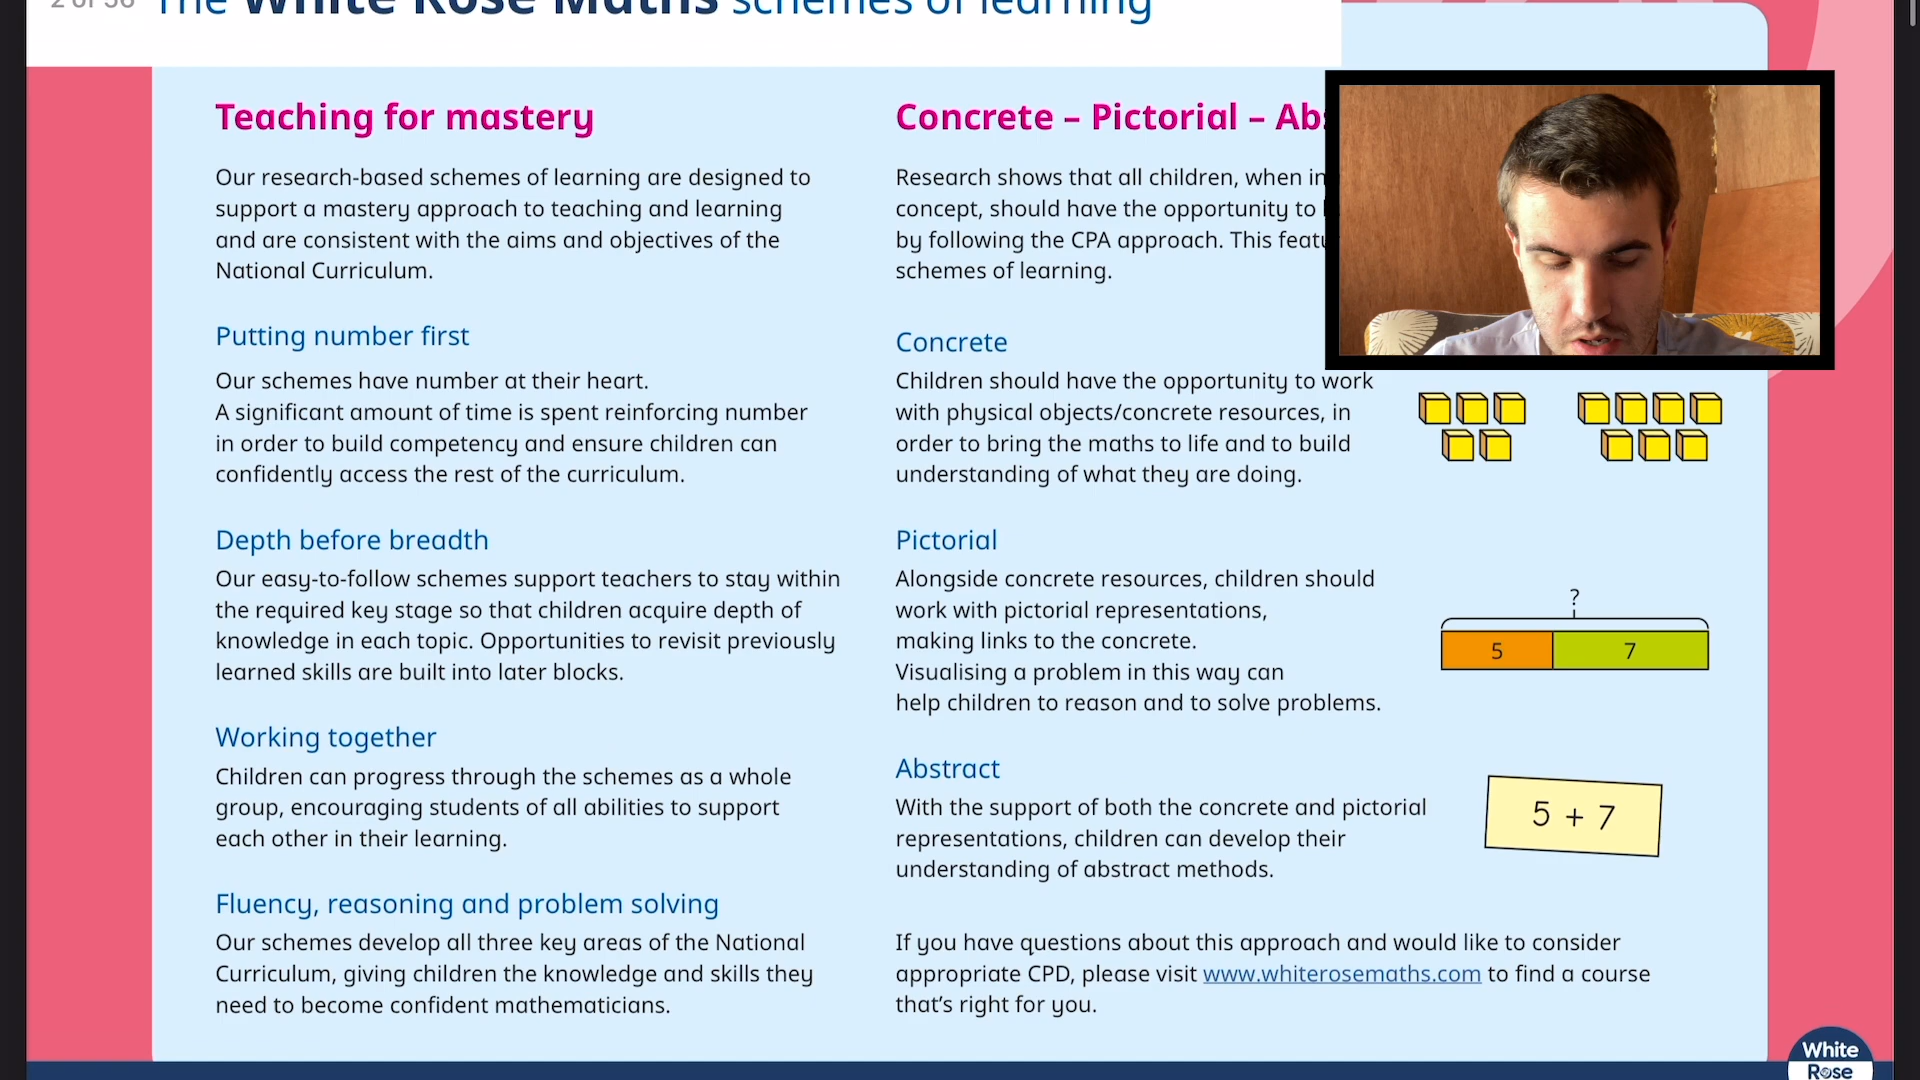 2 of 36
The White Rose Maths schemes of learning
Teaching for mastery
Our research-based schemes of learning are designed to
support a mastery approach to teaching and learning
and are consistent with the aims and objectives of the
National Curriculum.
Putting number first
Our schemes have number at their heart.
A significant amount of time is spent reinforcing number
in order to build competency and ensure children can
confidently access the rest of the curriculum.
Depth before breadth
Our easy-to-follow schemes support teachers to stay within
the required key stage so that children acquire depth of
knowledge in each topic. Opportunities to revisit previously
learned skills are built into later blocks.
Working together
Children can progress through the schemes as a whole
group, encouraging students of all abilities to support
each other in their learning.
Fluency, reasoning and problem solving
Our schemes develop all three key areas of the National
Curriculum, giving children the knowledge and skills they
need to become confident mathematicians.
Concrete – Pictorial – Ab
Research shows that all children, when in
concept, should have the opportunity to
by following the CPA approach. This featu
schemes of learning.
Concrete
Children should have the opportunity to work
with physical objects/concrete resources, in
order to bring the maths to life and to build
understanding of what they are doing.
Pictorial
Alongside concrete resources, children should
work with pictorial representations,
making links to the concrete.
Visualising a problem in this way can
help children to reason and to solve problems.
?
5 7
Abstract
With the support of both the concrete and pictorial
representations, children can develop their
understanding of abstract methods.
5 + 7
If you have questions about this approach and would like to consider
appropriate CPD, please visit www.whiterosemaths.com to find a course
that's right for you.
White
Rose